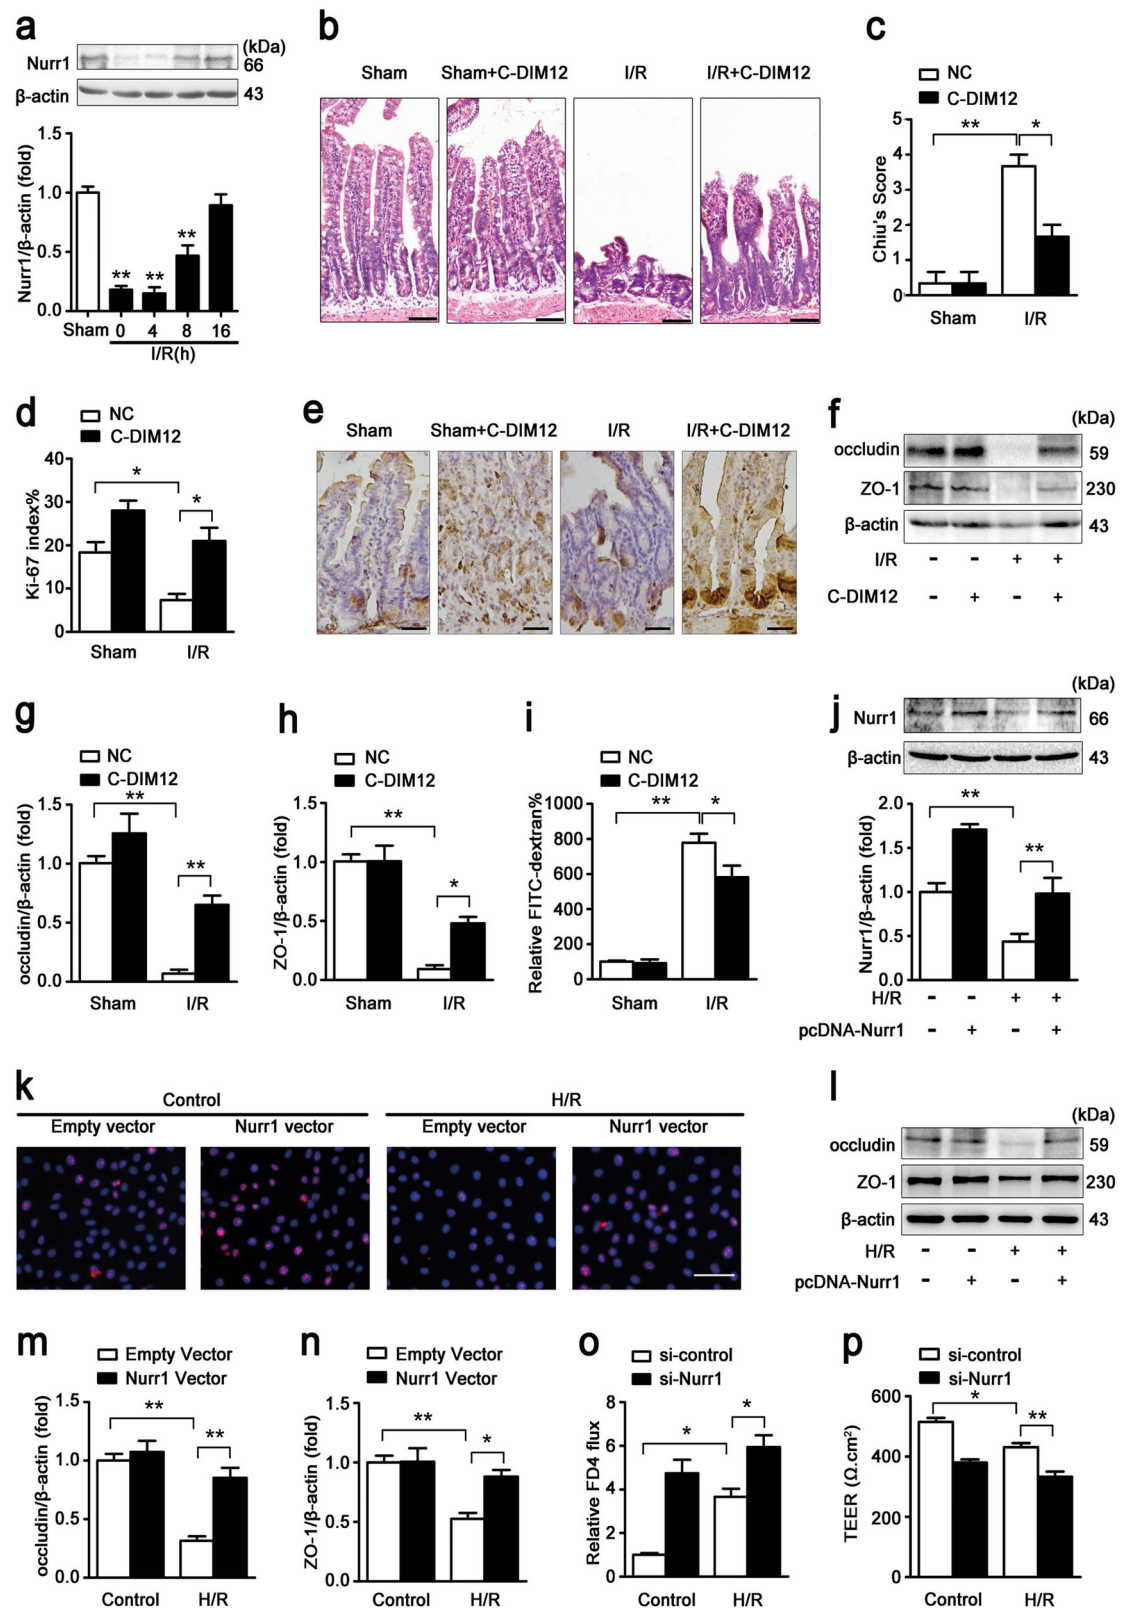 a
Nurr1
(kDa)
66
β-actin
43
Nurr1/β-actin (fold)
1.5
1.0
0.5
0.0
**
**
**
Sham
0
4
8
16
I/R(h)
b
Sham
Sham+C-DIM12
I/R
I/R+C-DIM12
c
NC
C-DIM12
Chiu's Score
5
4
3
2
1
0
**
*
Sham
I/R
d
NC
C-DIM12
Ki-67 index%
40
30
20
10
0
*
*
Sham
I/R
e
Sham
Sham+C-DIM12
I/R
I/R+C-DIM12
f
(kDa)
occludin
59
ZO-1
230
β-actin
43
I/R
- - + +
C-DIM12
- + - +
g
NC
C-DIM12
occludin/β-actin (fold)
1.5
1.0
0.5
0.0
**
**
Sham
I/R
h
NC
C-DIM12
ZO-1/β-actin (fold)
1.5
1.0
0.5
0.0
**
*
Sham
I/R
i
NC
C-DIM12
Relative FITC-dextran%
1000
800
600
400
200
0
**
*
Sham
I/R
j
(kDa)
Nurr1
66
β-actin
43
Nurr1/β-actin (fold)
2.0
1.5
1.0
0.5
0.0
**
**
H/R
- - + +
pcDNA-Nurr1
- + - +
k
Control
H/R
Empty vector
Nurr1 vector
Empty vector
Nurr1 vector
l
(kDa)
occludin
59
ZO-1
230
β-actin
43
H/R
- - + +
pcDNA-Nurr1
- + - +
m
Empty Vector
Nurr1 Vector
occludin/β-actin (fold)
1.5
1.0
0.5
0.0
**
**
Control
H/R
n
Empty Vector
Nurr1 Vector
ZO-1/β-actin (fold)
1.5
1.0
0.5
0.0
**
*
Control
H/R
o
si-control
si-Nurr1
Relative FD4 flux
8
6
4
2
0
*
*
Control
H/R
p
si-control
si-Nurr1
TEER (Ω.cm²)
600
400
200
0
*
**
Control
H/R